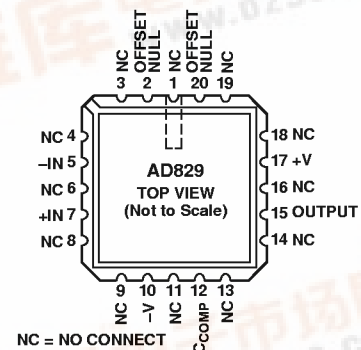 NC
OFFSET
NULL
NC
OFFSET
NULL
NC
3 2 1 20 19
NC 4
–IN 5
NC 6
+IN 7
NC 8
18 NC
17 +V
16 NC
15 OUTPUT
14 NC
AD829
TOP VIEW
(Not to Scale)
9 10 11 12 13
NC
–V
NC
CCOMP
NC
NC = NO CONNECT